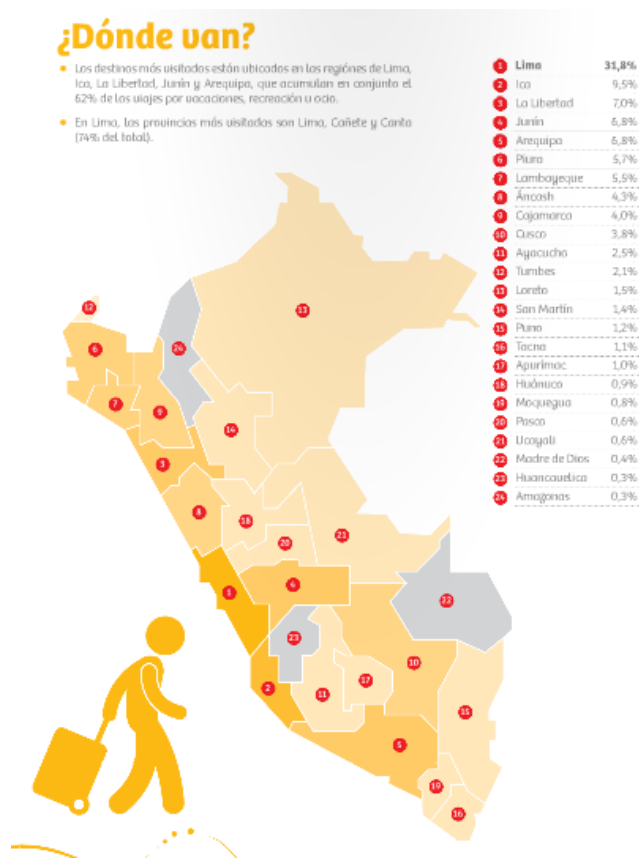 ¿Dónde van?
• Los destinos más visitados están ubicados en las regiónes de Lima,
Ica, La Libertad, Junín y Arequipa, que acumulan en conjunto el
62% de los viajes por vacaciones, recreación u ocio.
• En Lima, las provincias más visitadas son Lima, Cañete y Canta
(74% del total).
1 Lima 31,8%
2 Ica 9,5%
3 La Libertad 7,0%
4 Junín 6,8%
5 Arequipa 6,8%
6 Piura 5,7%
7 Lambayeque 5,5%
8 Áncash 4,3%
9 Cajamarca 4,0%
10 Cusco 3,8%
11 Ayacucho 2,5%
12 Tumbes 2,1%
13 Loreto 1,5%
14 San Martín 1,4%
15 Puno 1,2%
16 Tacna 1,1%
17 Apurímac 1,0%
18 Huánuco 0,9%
19 Moquegua 0,8%
20 Pasco 0,6%
21 Ucayali 0,6%
22 Madre de Dios 0,4%
23 Huancavelica 0,3%
24 Amazonas 0,3%
12
13
6
24
7
9
14
3
8
18
21
20
4
1
22
23
10
17
2
11
15
5
19
16